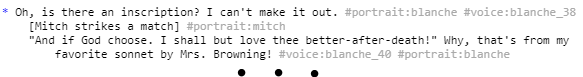 * Oh, is there an inscription? I can't make it out. #portrait:blanche #voice:blanche_38
[Mitch strikes a match] #portrait:mitch
"And if God choose. I shall but love thee better-after-death!" Why, that's from my
favorite sonnet by Mrs. Browning! #voice:blanche_40 #portrait:blanche